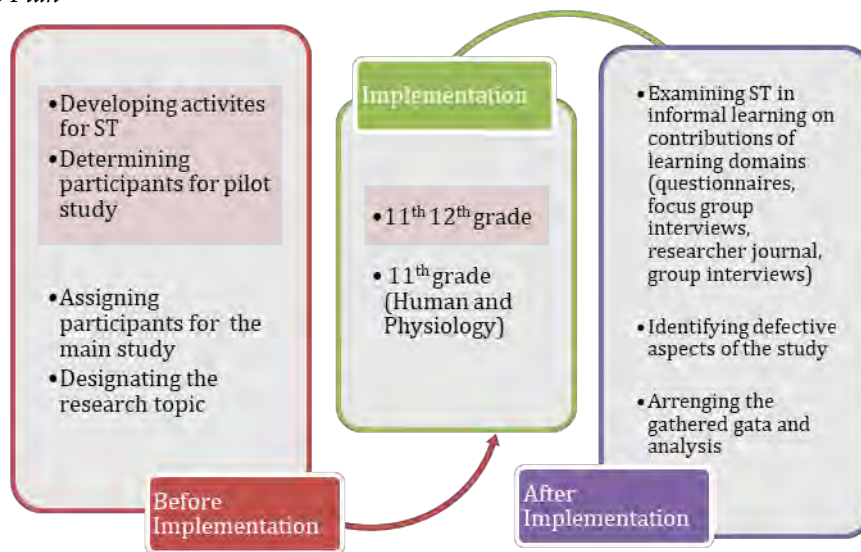 •Developing activites
for ST
•Determining
participants for pilot
study
•Assigning
participants for the
main study
•Designating the
research topic
Before
Implementation
Implementation
•11th 12th grade
• 11th grade
(Human and
Physiology)
•Examining ST in
informal learning on
contributions of
learning domains
(questionnaires,
focus group
interviews,
researcher journal,
group interviews)
•Identifying defective
aspects of the study
•Arrenging the
gathered gata and
analysis
After
Implementation